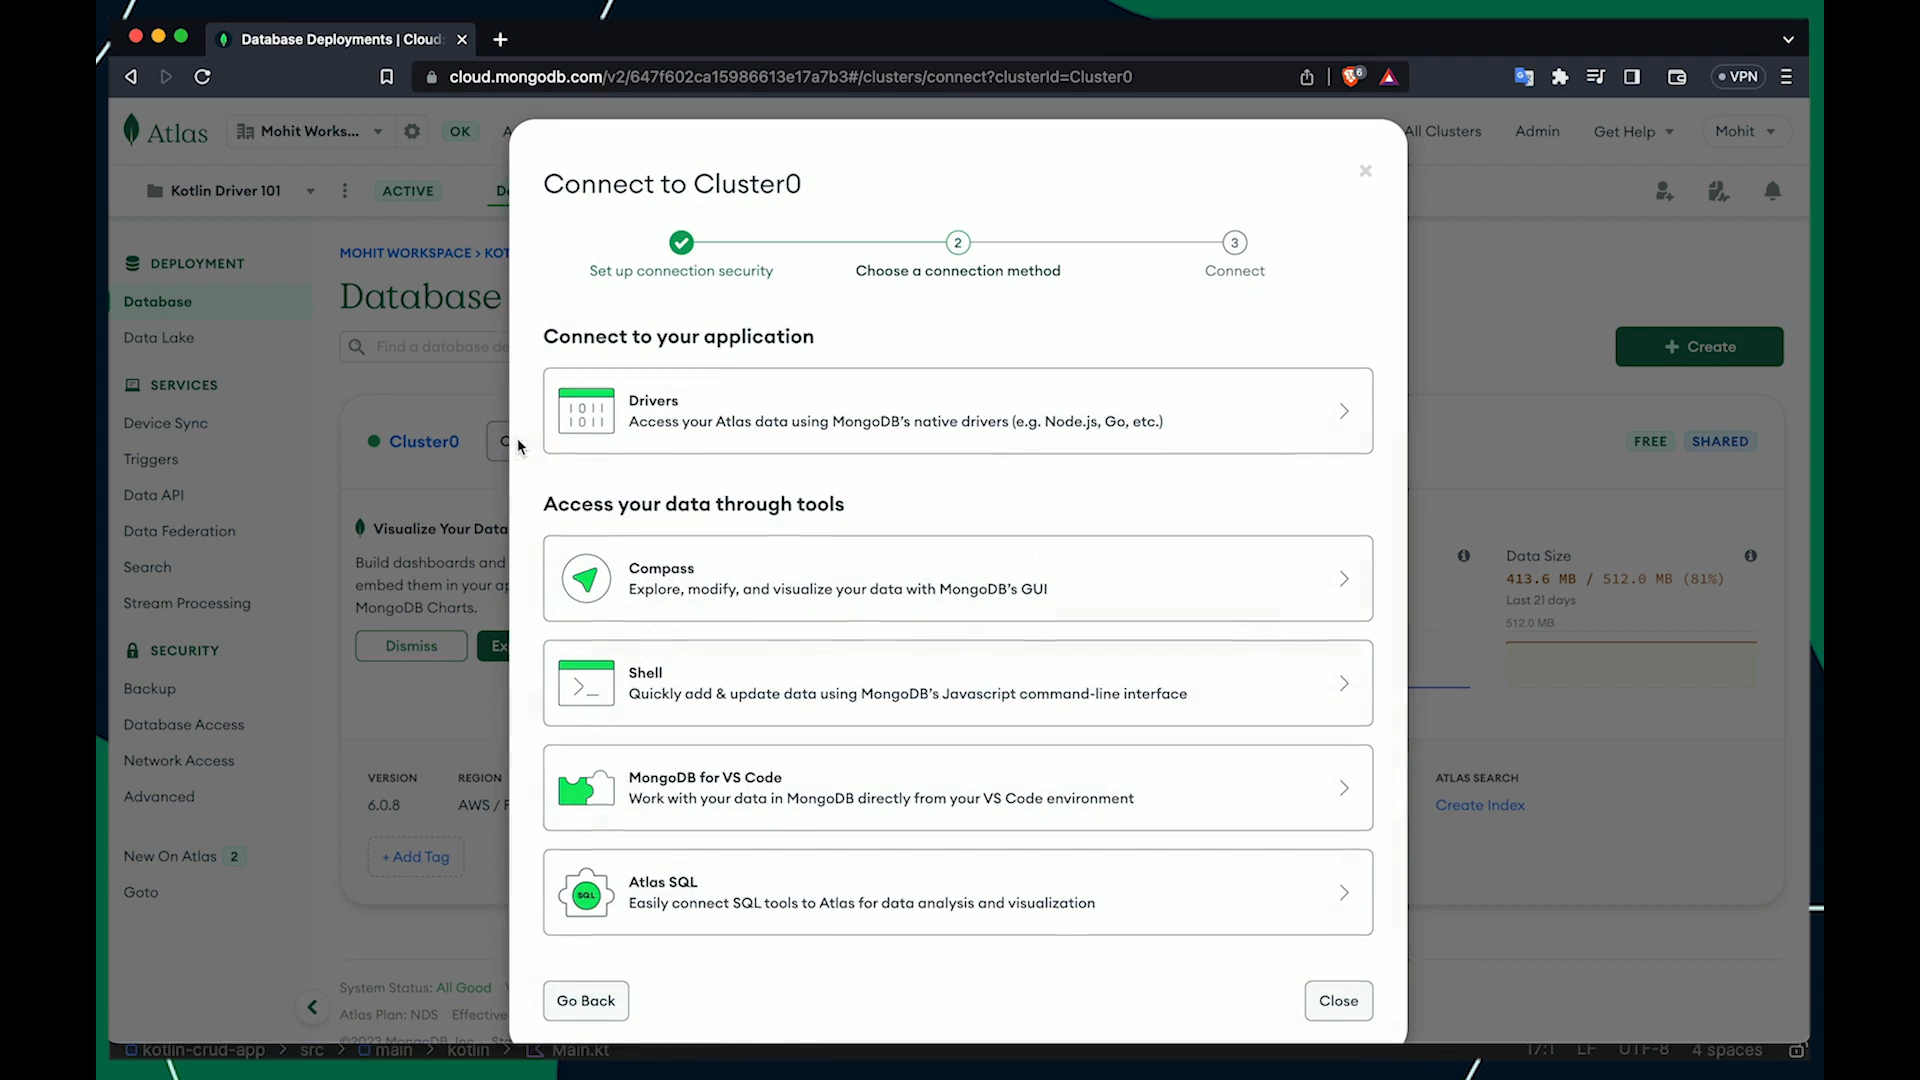 Database Deployments | Cloud:
cloud.mongodb.com/v2/647f602ca15986613e17a7b3#/clusters/connect?clusterId=Cluster0
6
VPN
Atlas
Mohit Works...
OK
All Clusters
Admin
Get Help
Mohit
Kotlin Driver 101
ACTIVE
DEPLOYMENT
Database
Data Lake
SERVICES
Device Sync
Triggers
Data API
Data Federation
Search
Stream Processing
SECURITY
Backup
Database Access
Network Access
Advanced
New On Atlas 2
Goto
MOHIT WORKSPACE > KOT
Database
Find a database de
+ Create
Cluster0
FREE
SHARED
Visualize Your Data
Build dashboards and
embed them in your ap
MongoDB Charts.
Dismiss
Ex
Data Size
413.6 MB / 512.0 MB (81%)
Last 21 days
512.0 MB
VERSION
6.0.8
REGION
AWS /
ATLAS SEARCH
Create Index
+ Add Tag
System Status: All Good
Atlas Plan: NDS Effective
©2023 MongoDB, Inc.
Connect to Cluster0
Set up connection security
2
Choose a connection method
3
Connect
Connect to your application
1011
1011
Drivers
Access your Atlas data using MongoDB's native drivers (e.g. Node.js, Go, etc.)
Access your data through tools
Compass
Explore, modify, and visualize your data with MongoDB's GUI
>_
Shell
Quickly add & update data using MongoDB's Javascript command-line interface
MongoDB for VS Code
Work with your data in MongoDB directly from your VS Code environment
SQL
Atlas SQL
Easily connect SQL tools to Atlas for data analysis and visualization
Go Back
Close
kotlin-crud-app > src > main > kotlin > Main.kt
17:1 LF UTF-8 4 spaces